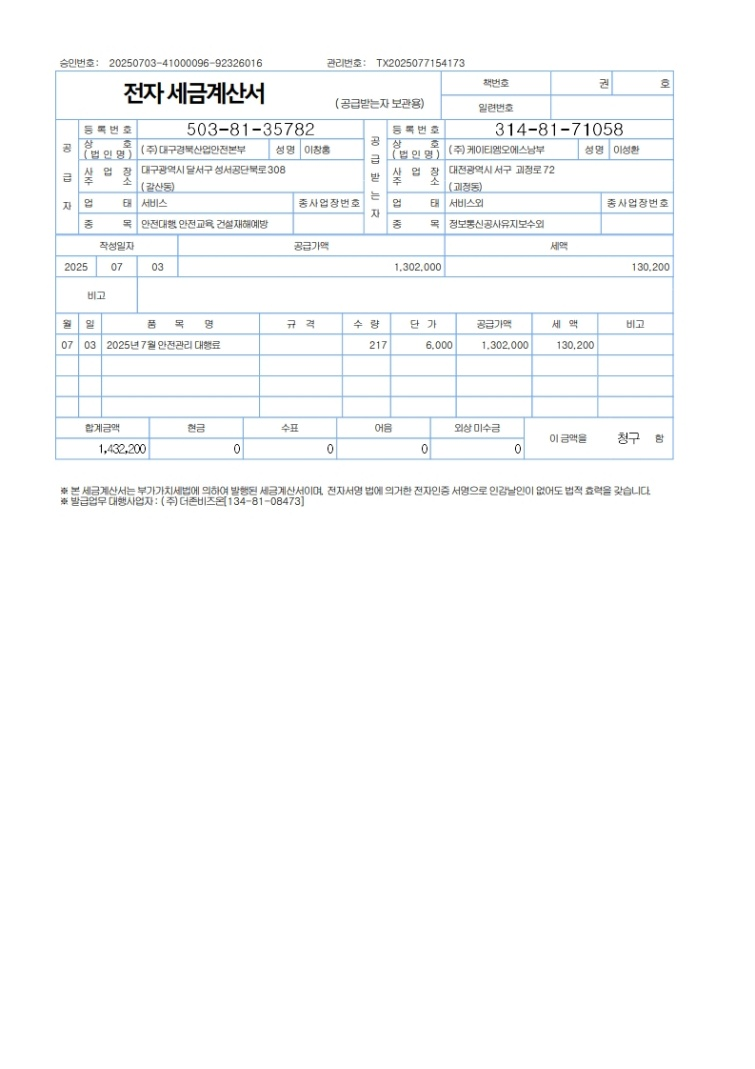 승인번호: 20250703-41000096-92326016 관리번호: TX2025077154173
전자 세금계산서 (공급받는자 보관용) 책번호 권 호
일련번호
공급자 등록번호 503-81-35782 공급받는자 등록번호 314-81-71058
상호(법인명) (주)대구경북산업안전본부 성명 이창홍 상호(법인명) (주)케이티엠오에스남부 성명 이성환
사업장주소 대구광역시 달서구 성서공단북로308 사업장주소 대전광역시 서구 괴정로72
(갈산동) (괴정동)
업태 서비스 종사업장번호 업태 서비스외 종사업장번호
종목 안전대행, 안전교육, 건설재해예방 종목 정보통신공사유지보수외
작성일자 공급가액 세액
2025 07 03 1,302,000 130,200
비고
월 일 품목명 규격 수량 단가 공급가액 세액 비고
07 03 2025년 7월 안전관리 대행료 217 6,000 1,302,000 130,200
합계금액 현금 수표 어음 외상 미수금 이 금액을 청구 함
1,432,200 0 0 0 0
※ 본 세금계산서는 부가가치세법에 의하여 발행된 세금계산서이며, 전자서명 법에 의거한 전자인증 서명으로 인감날인이 없어도 법적 효력을 갖습니다.
※ 발급업무 대행사업자 : (주)더존비즈온[134-81-08473]